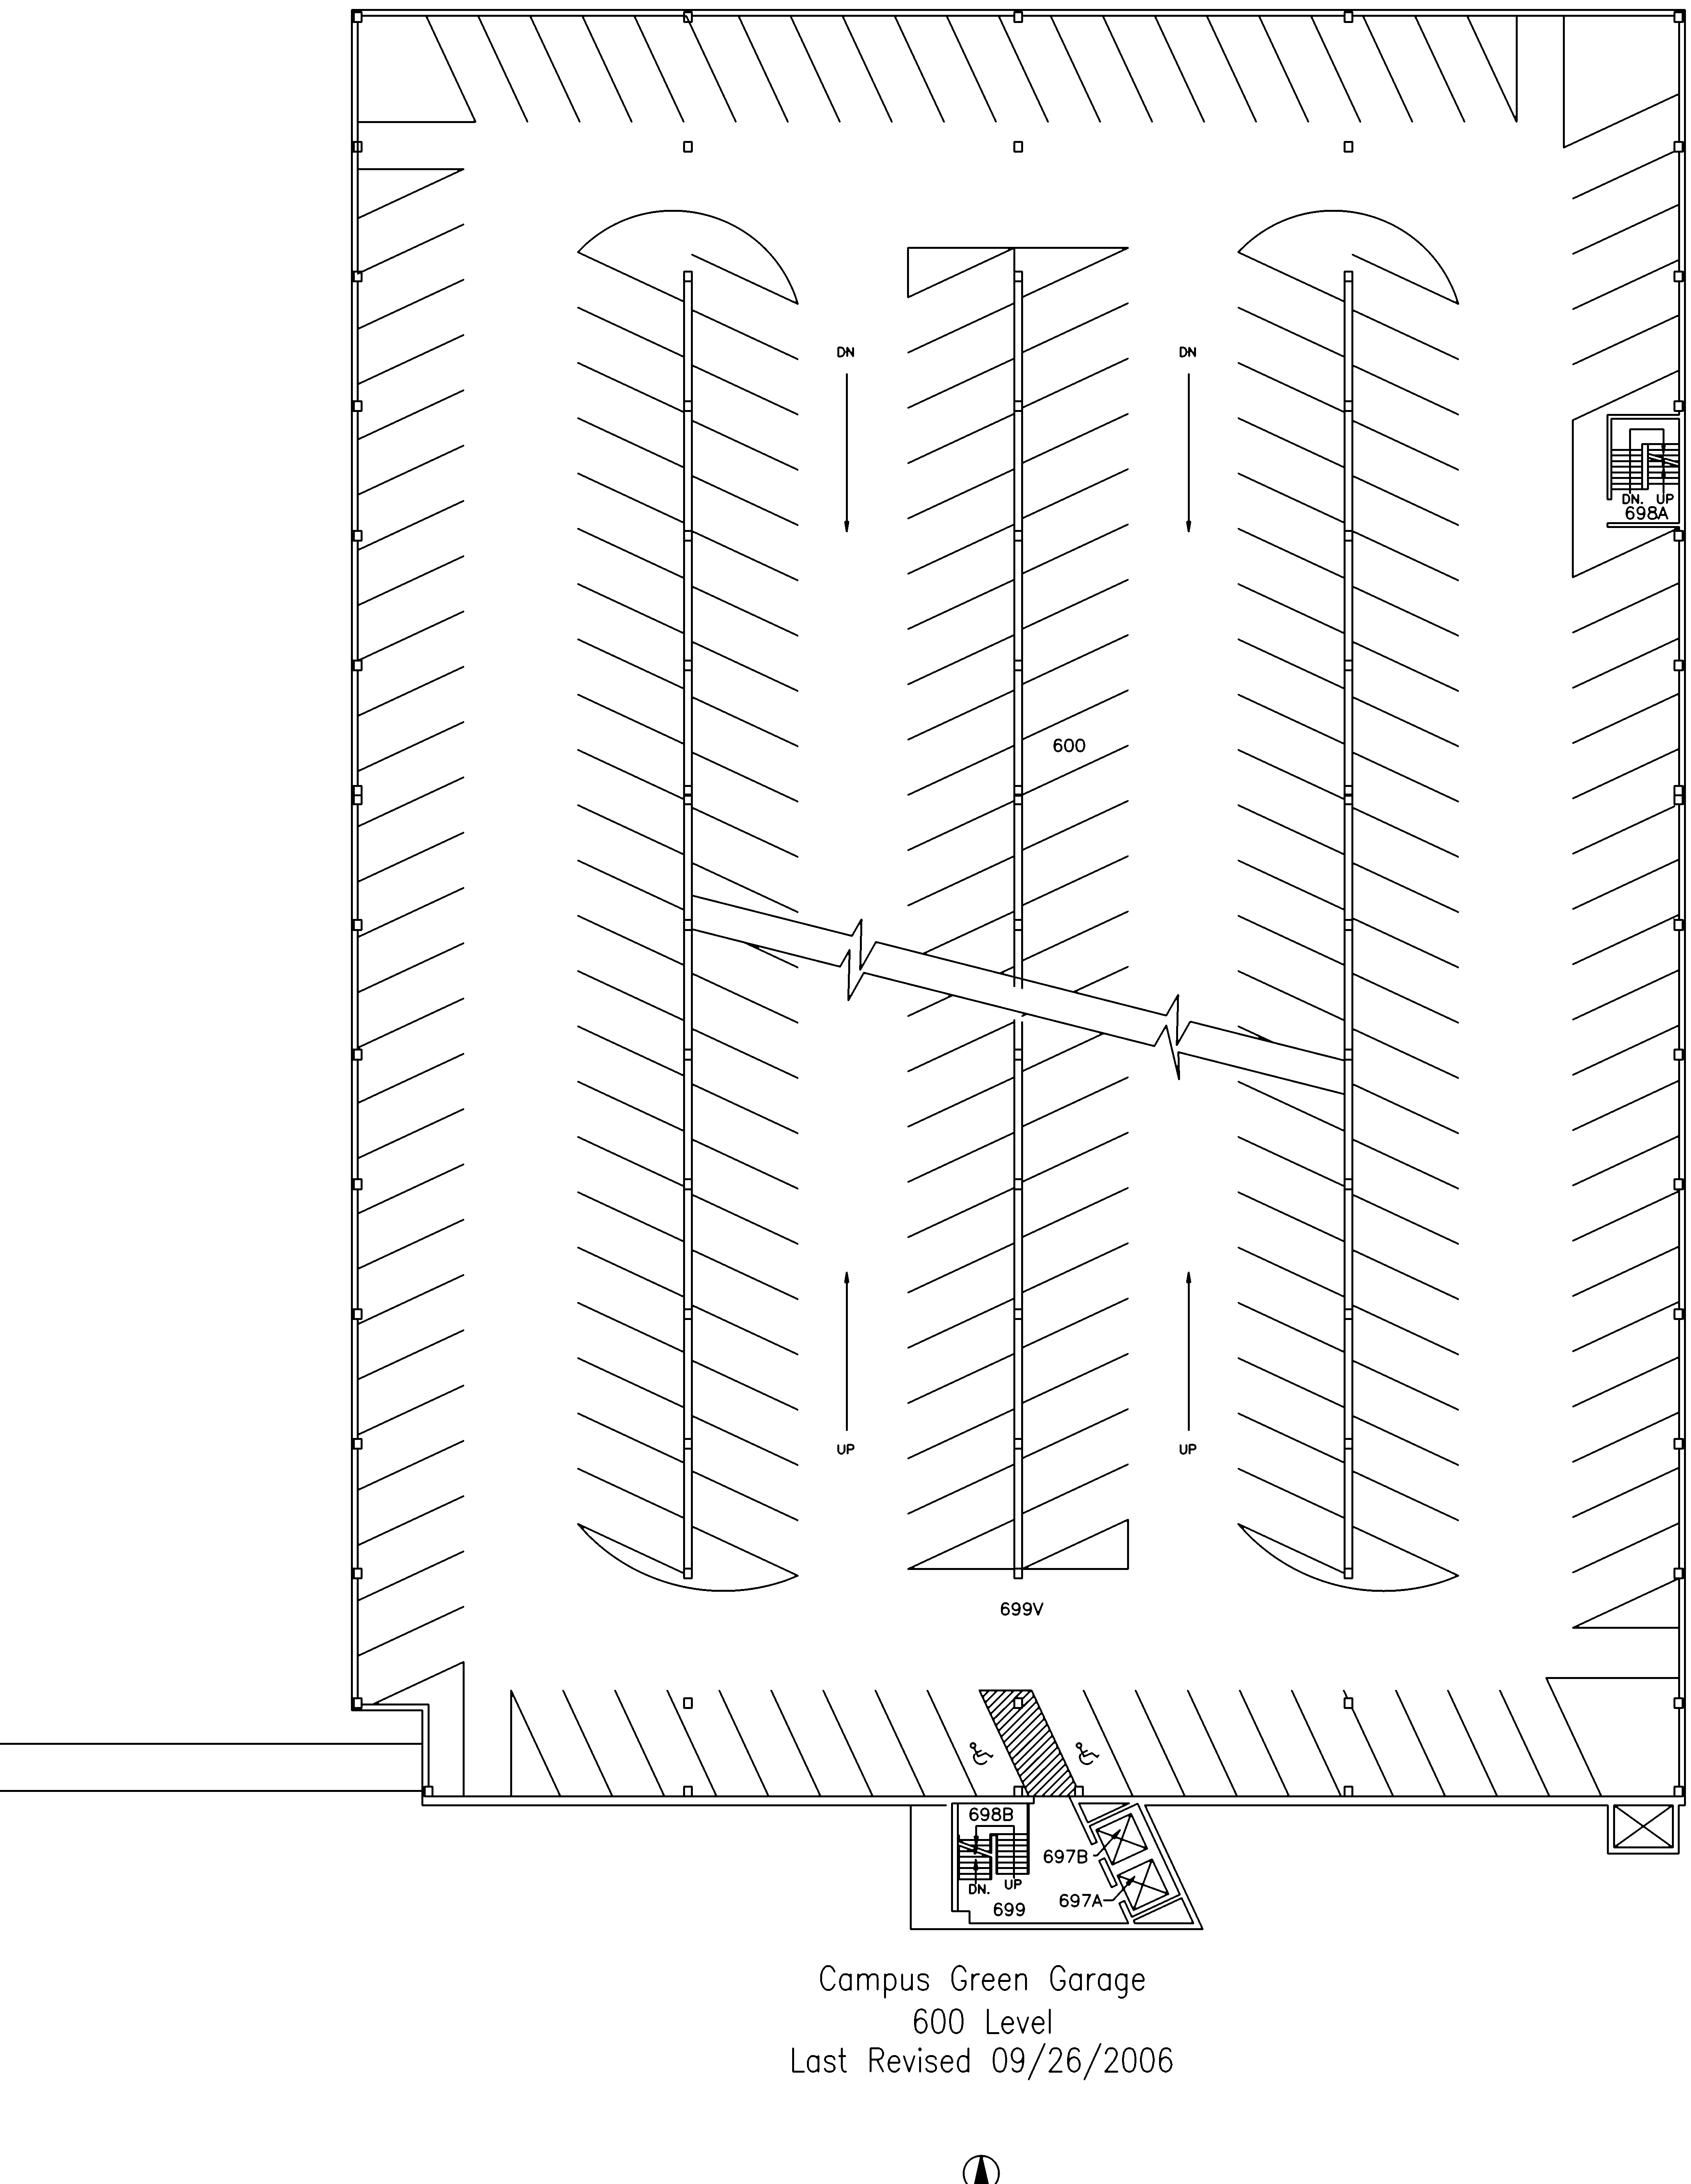 DN
DN
DN. UP
698A
600
UP
UP
699V
698B
697B
DN. UP
697A
699
Campus Green Garage
600 Level
Last Revised 09/26/2006